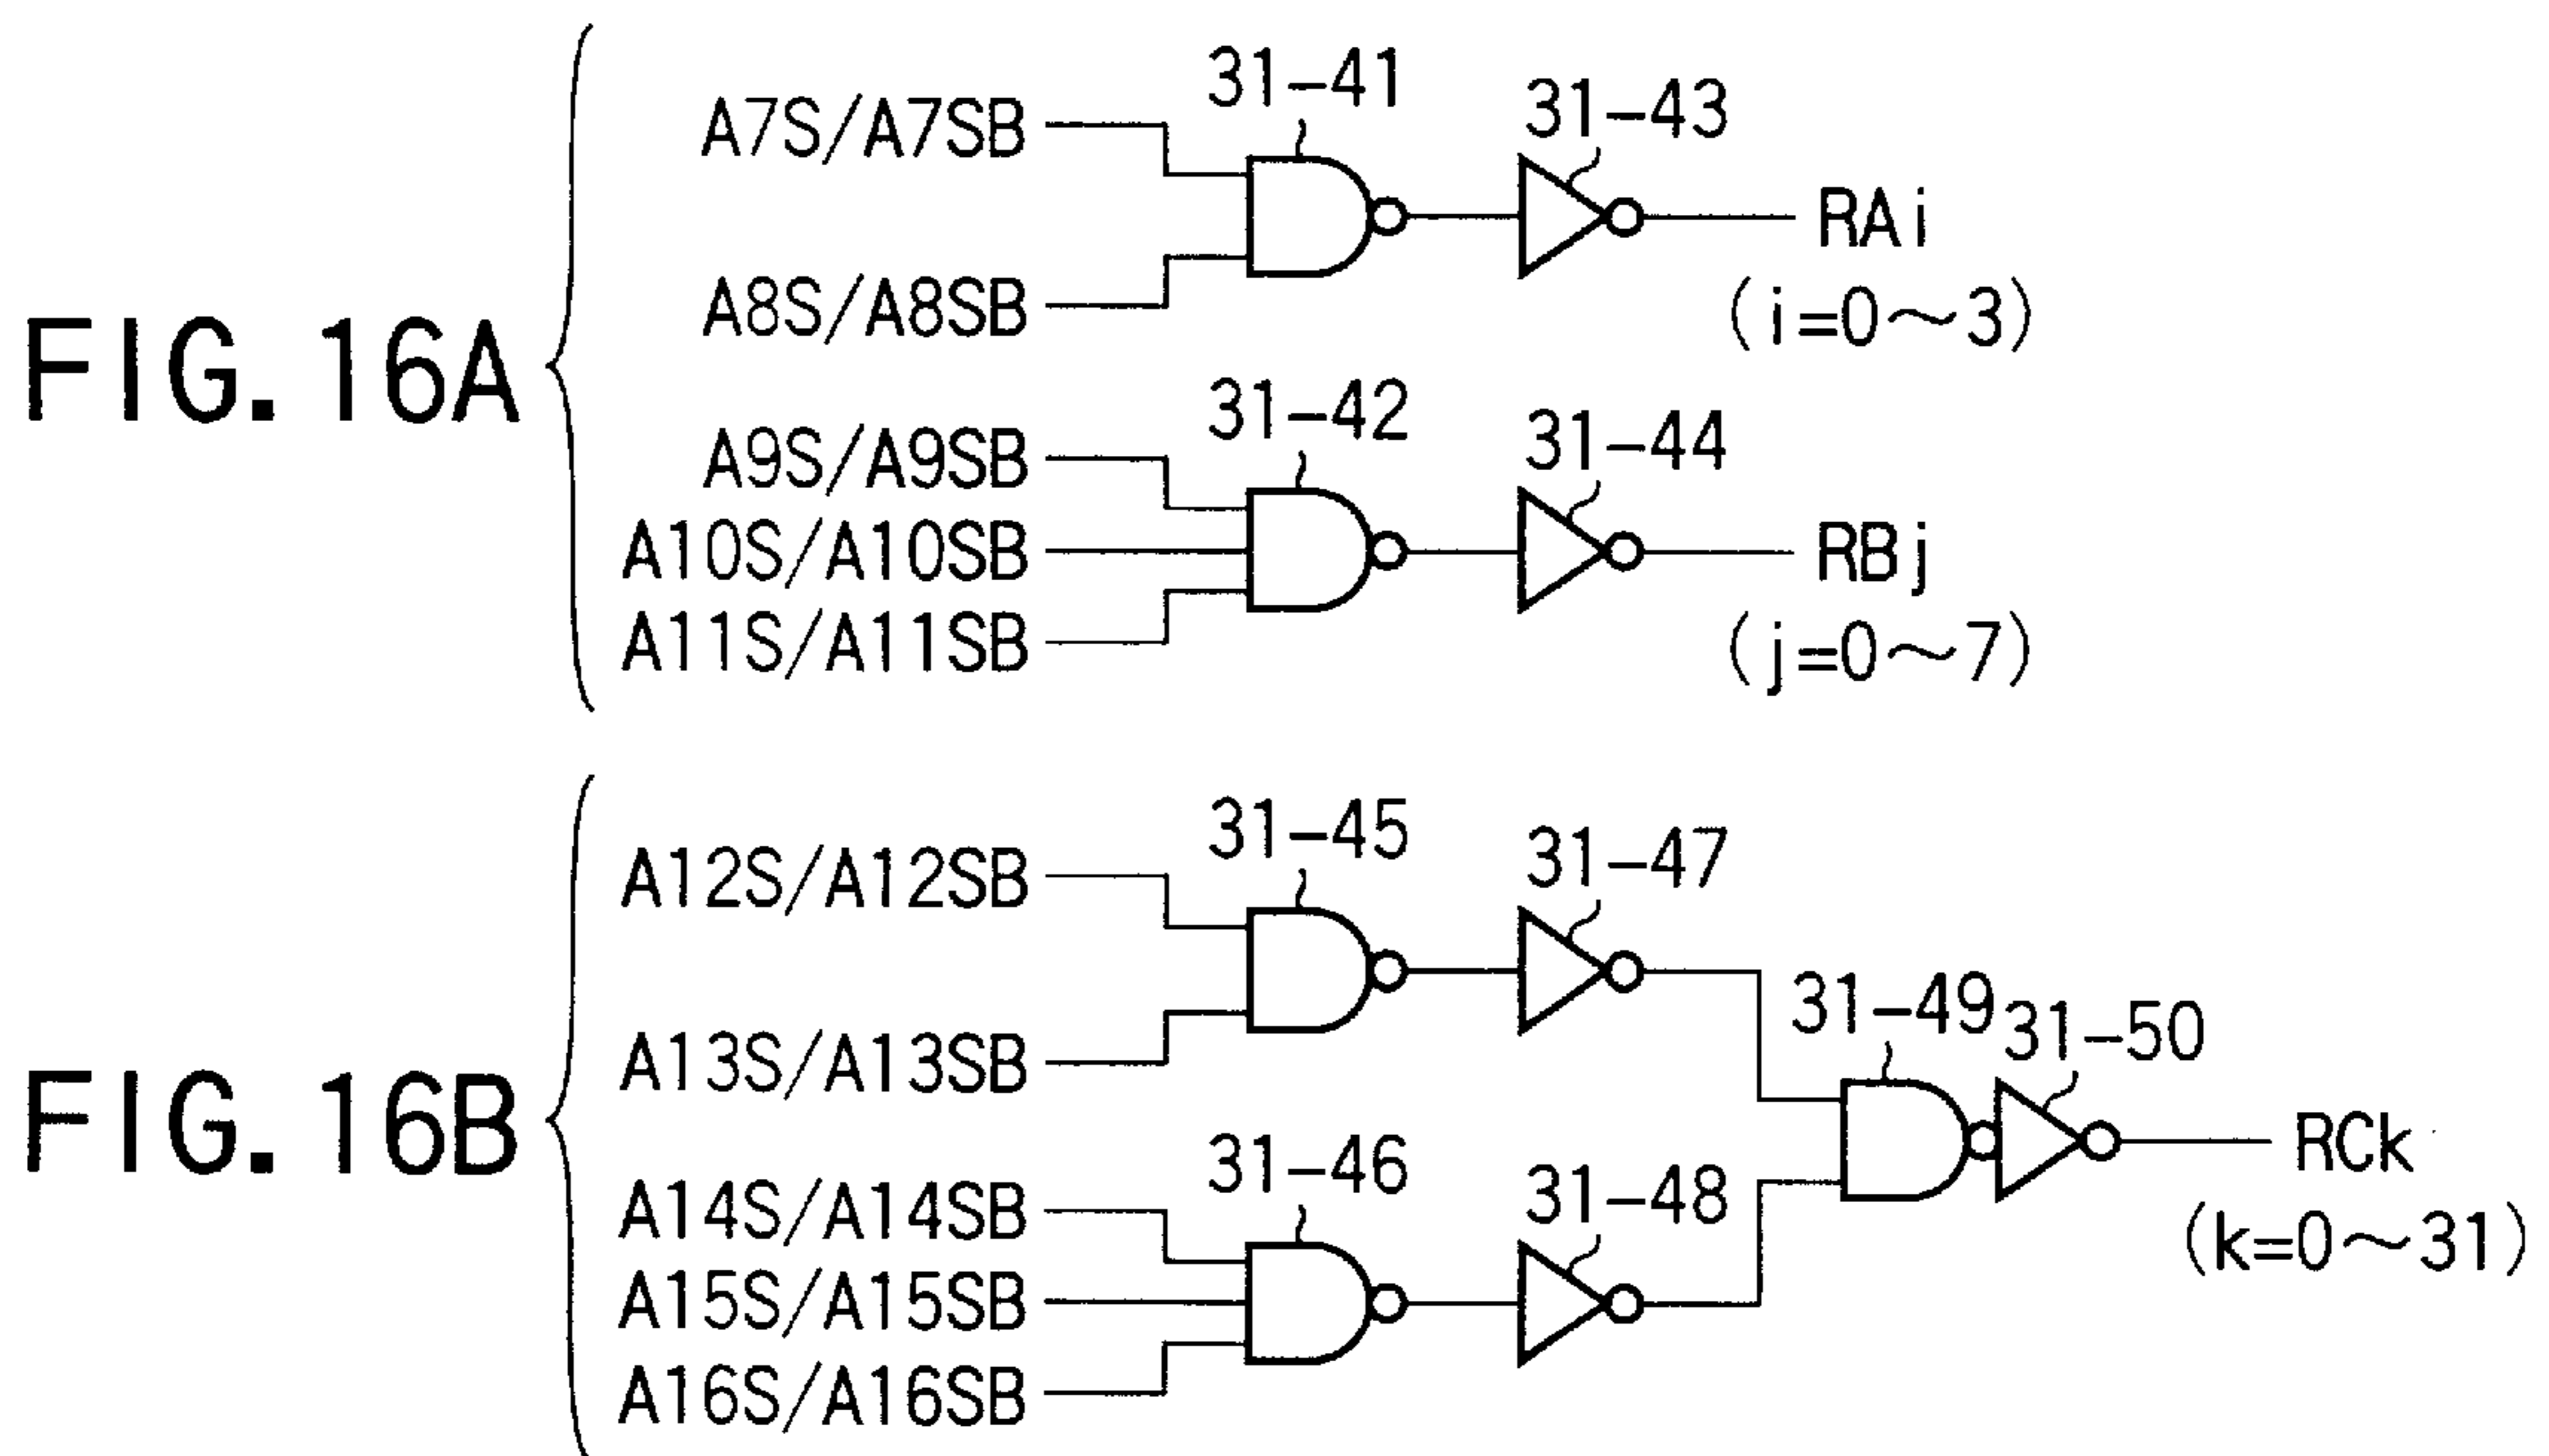 FIG. 16A
31-41
31-43
A7S/A7SB
RAi
A8S/A8SB
(i=0~3)
31-42
31-44
A9S/A9SB
A10S/A10SB
RBj
A11S/A11SB
(j=0~7)
FIG. 16B
31-45
31-47
A12S/A12SB
31-49
31-50
A13S/A13SB
RCk
31-46
31-48
A14S/A14SB
(k=0~31)
A15S/A15SB
A16S/A16SB